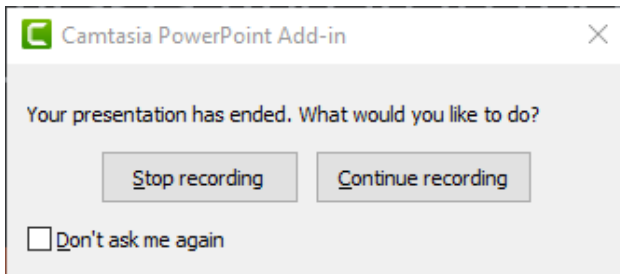 Camtasia PowerPoint Add-in
Your presentation has ended. What would you like to do?
Stop recording
Continue recording
Don't ask me again